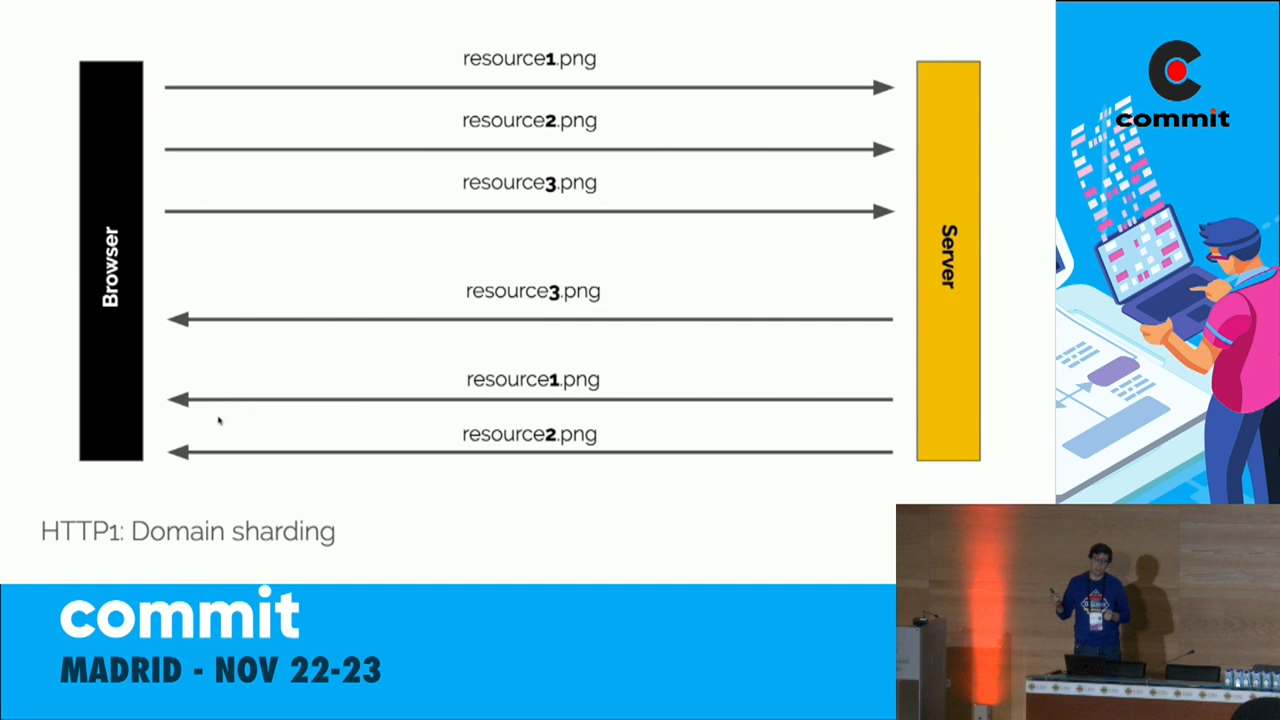 resource1.png
resource2.png
resource3.png
Browser
Server
resource3.png
resource1.png
resource2.png
HTTP1: Domain sharding
commit
commit
MADRID - NOV 22-23